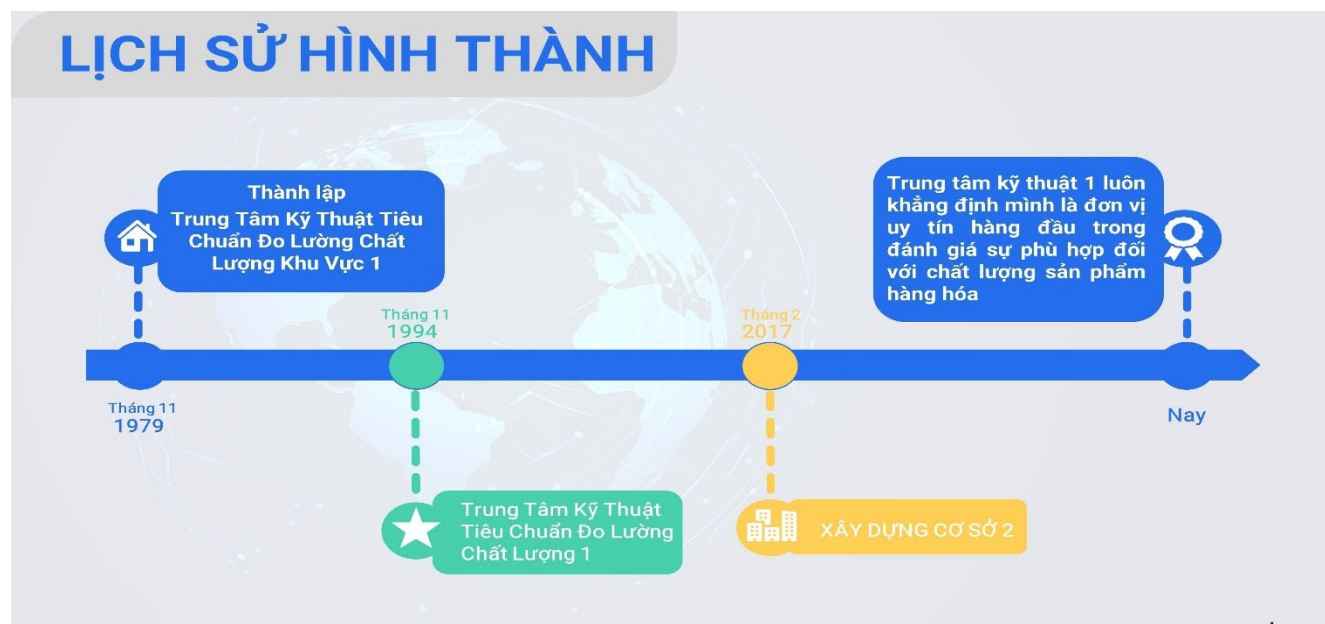 LỊCH SỬ HÌNH THÀNH
Thành lập
Trung Tâm Kỹ Thuật Tiêu
Chuẩn Đo Lường Chất
Lượng Khu Vực 1
Tháng 11
1979
Tháng 11
1994
Trung Tâm Kỹ Thuật
Tiêu Chuẩn Đo Lường
Chất Lượng 1
Tháng 2
2017
XÂY DỰNG CƠ SỞ 2
Trung tâm kỹ thuật 1 luôn
khẳng định mình là đơn vị
uy tín hàng đầu trong
đánh giá sự phù hợp đối
với chất lượng sản phẩm
hàng hóa
Nay